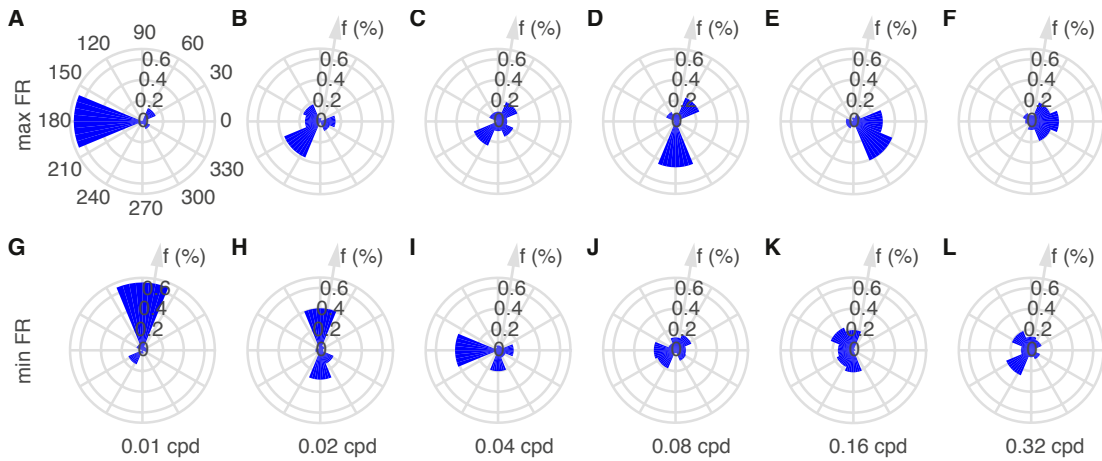 A B C D E F
120 90 60
150 30
180 0
210 330
240 270 300
max FR
f (%) f (%) f (%) f (%) f (%)
0.6 0.6 0.6 0.6 0.6 0.6
0.4 0.4 0.4 0.4 0.4 0.4
0.2 0.2 0.2 0.2 0.2 0.2
0 0 0 0 0
G H I J K L
min FR
f (%) f (%) f (%) f (%) f (%) f (%)
0.6 0.6 0.6 0.6 0.6 0.6
0.4 0.4 0.4 0.4 0.4 0.4
0.2 0.2 0.2 0.2 0.2 0.2
0 0 0 0 0 0
0.01 cpd 0.02 cpd 0.04 cpd 0.08 cpd 0.16 cpd 0.32 cpd